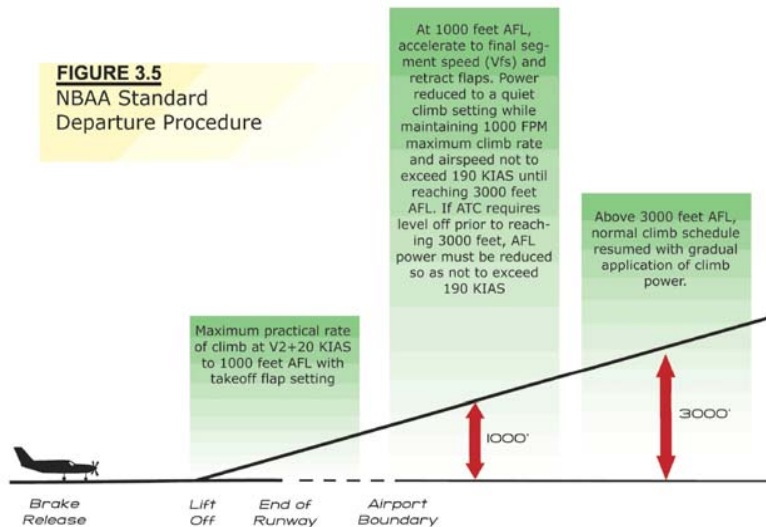 FIGURE 3.5
NBAA Standard
Departure Procedure
At 1000 feet AFL,
accelerate to final seg-
ment speed (Vfs) and
retract flaps. Power
reduced to a quiet
climb setting while
maintaining 1000 FPM
maximum climb rate
and airspeed not to
exceed 190 KIAS until
reaching 3000 feet
AFL. If ATC requires
level off prior to reach-
ing 3000 feet, AFL
power must be reduced
so as not to exceed
190 KIAS
Above 3000 feet AFL,
normal climb schedule
resumed with gradual
application of climb
power.
Maximum practical rate
of climb at V2+20 KIAS
to 1000 feet AFL with
takeoff flap setting
1000'
3000'
Brake
Release
Lift
Off
End of
Runway
Airport
Boundary